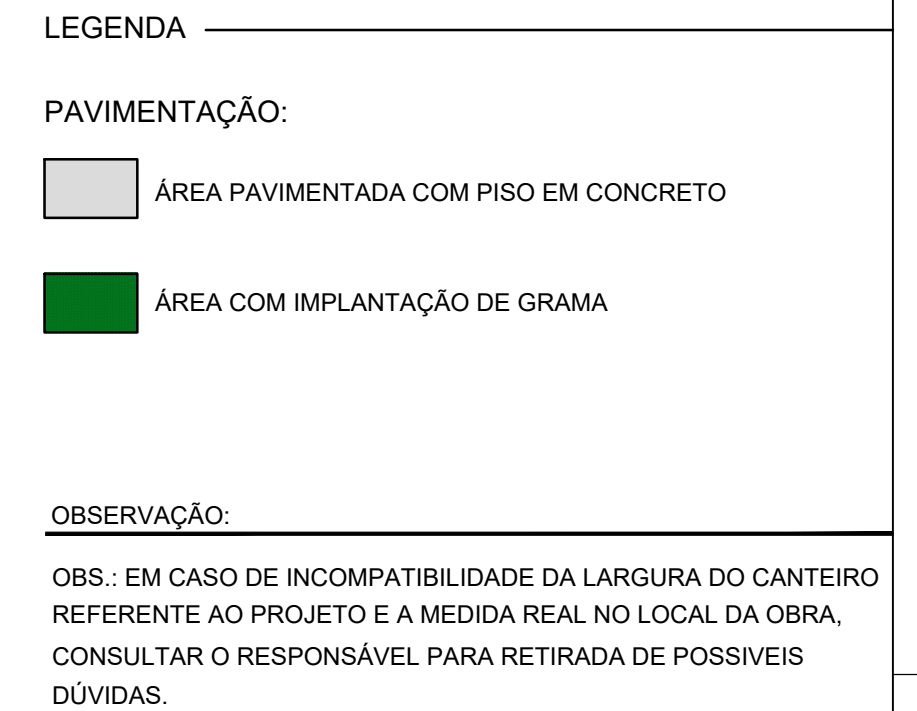 LEGENDA
PAVIMENTAÇÃO:
ÁREA PAVIMENTADA COM PISO EM CONCRETO
ÁREA COM IMPLANTAÇÃO DE GRAMA
OBSERVAÇÃO:
OBS.: EM CASO DE INCOMPATIBILIDADE DA LARGURA DO CANTEIRO
REFERENTE AO PROJETO E A MEDIDA REAL NO LOCAL DA OBRA,
CONSULTAR O RESPONSÁVEL PARA RETIRADA DE POSSIVEIS
DÚVIDAS.